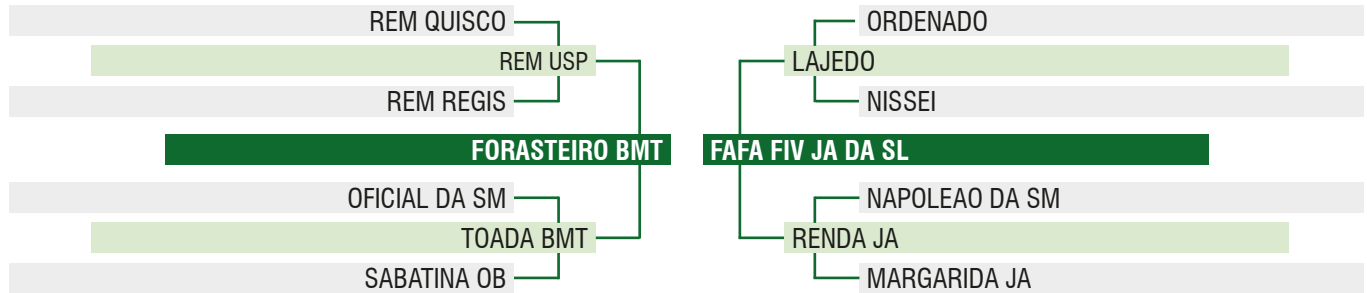 REM QUISCO
REM USP
REM REGIS
FORASTEIRO BMT
OFICIAL DA SM
TOADA BMT
SABATINA OB
ORDENADO
LAJEDO
NISSEI
FAFA FIV JA DA SL
NAPOLEAO DA SM
RENDA JA
MARGARIDA JA